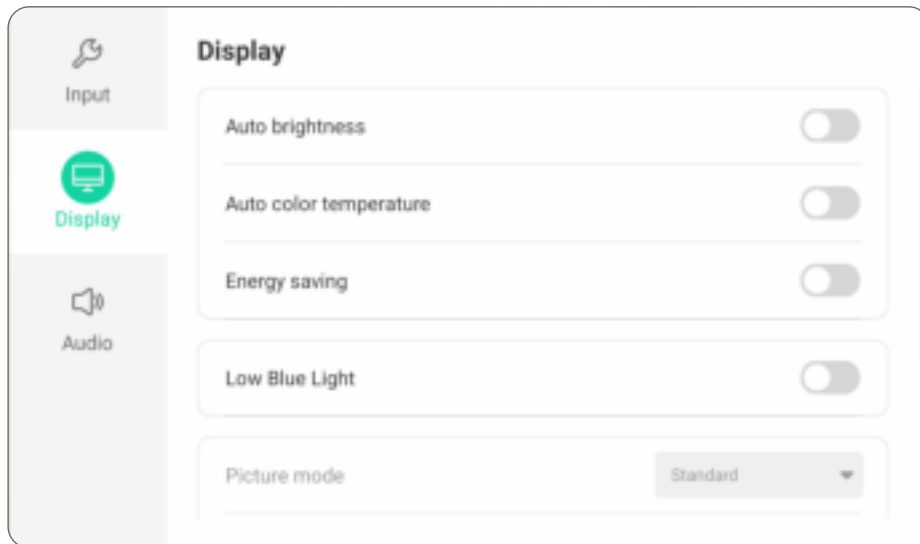 Input
Display
Audio
Display
Auto brightness
Auto color temperature
Energy saving
Low Blue Light
Picture mode
Standard